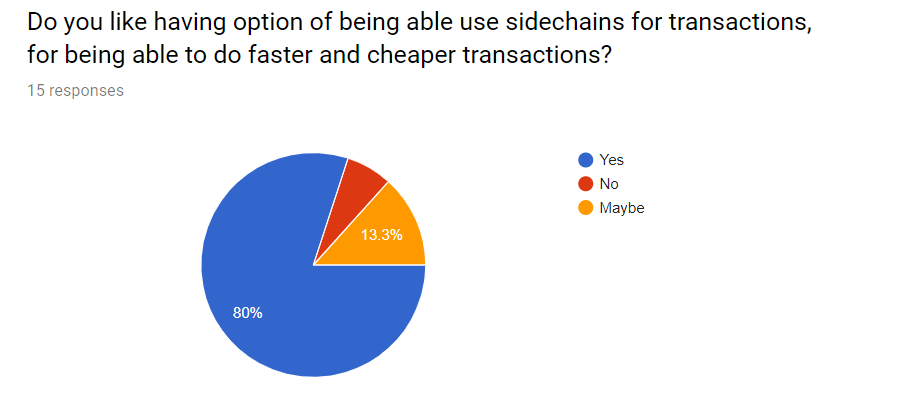 Do you like having option of being able use sidechains for transactions,
for being able to do faster and cheaper transactions?
15 responses
Yes
No
Maybe
13.3%
80%